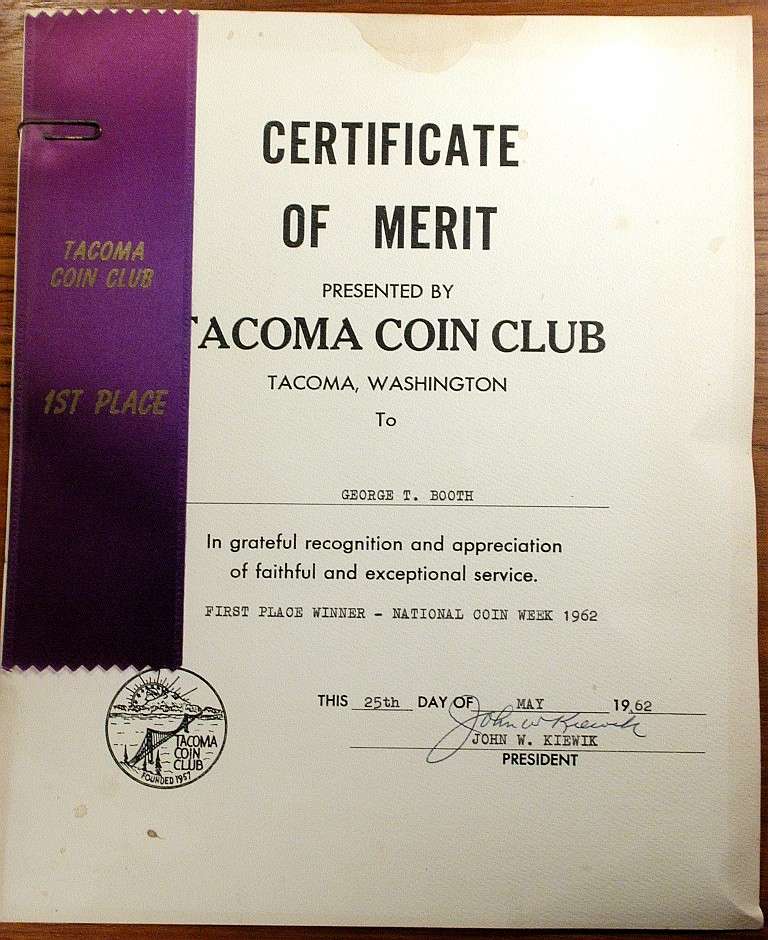 TACOMA
COIN CLUB
1ST PLACE
CERTIFICATE
OF MERIT
PRESENTED BY
TACOMA COIN CLUB
TACOMA, WASHINGTON
To
GEORGE T. BOOTH
In grateful recognition and appreciation
of faithful and exceptional service.
FIRST PLACE WINNER - NATIONAL COIN WEEK 1962
THIS 25th DAY OF MAY 1962
John W Kiewik
JOHN W. KIEWIK
PRESIDENT
TACOMA
COIN
CLUB
FOUNDED 1957